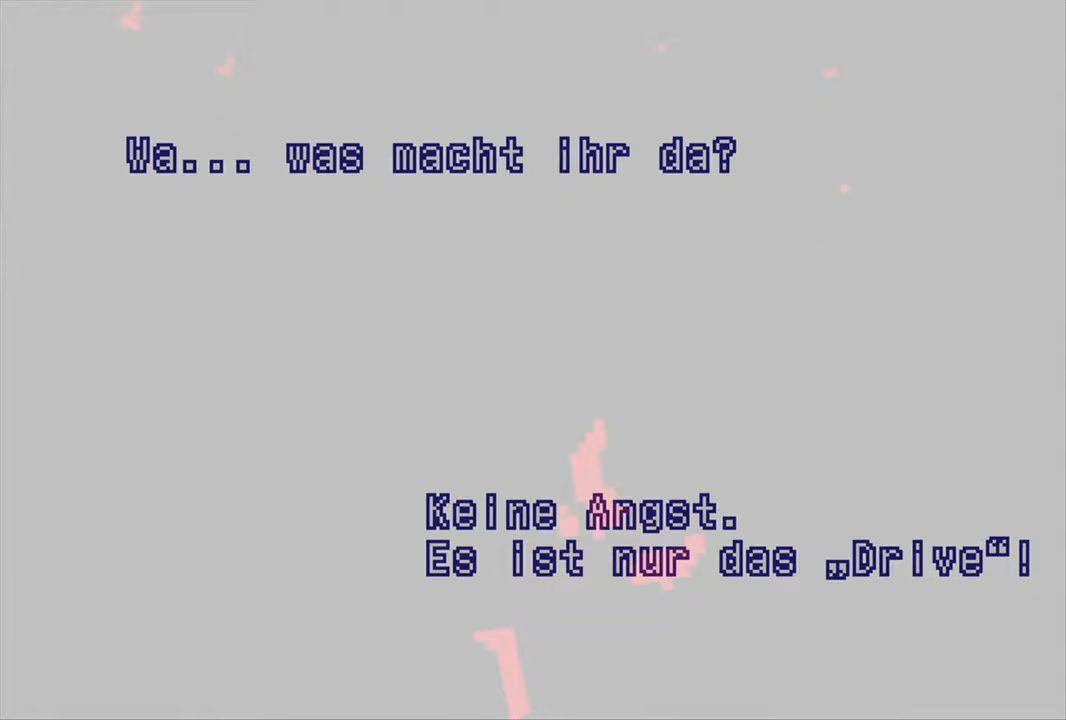 Wa... was macht ihr da?
Keine Angst.
Es ist nur das „Drive“!